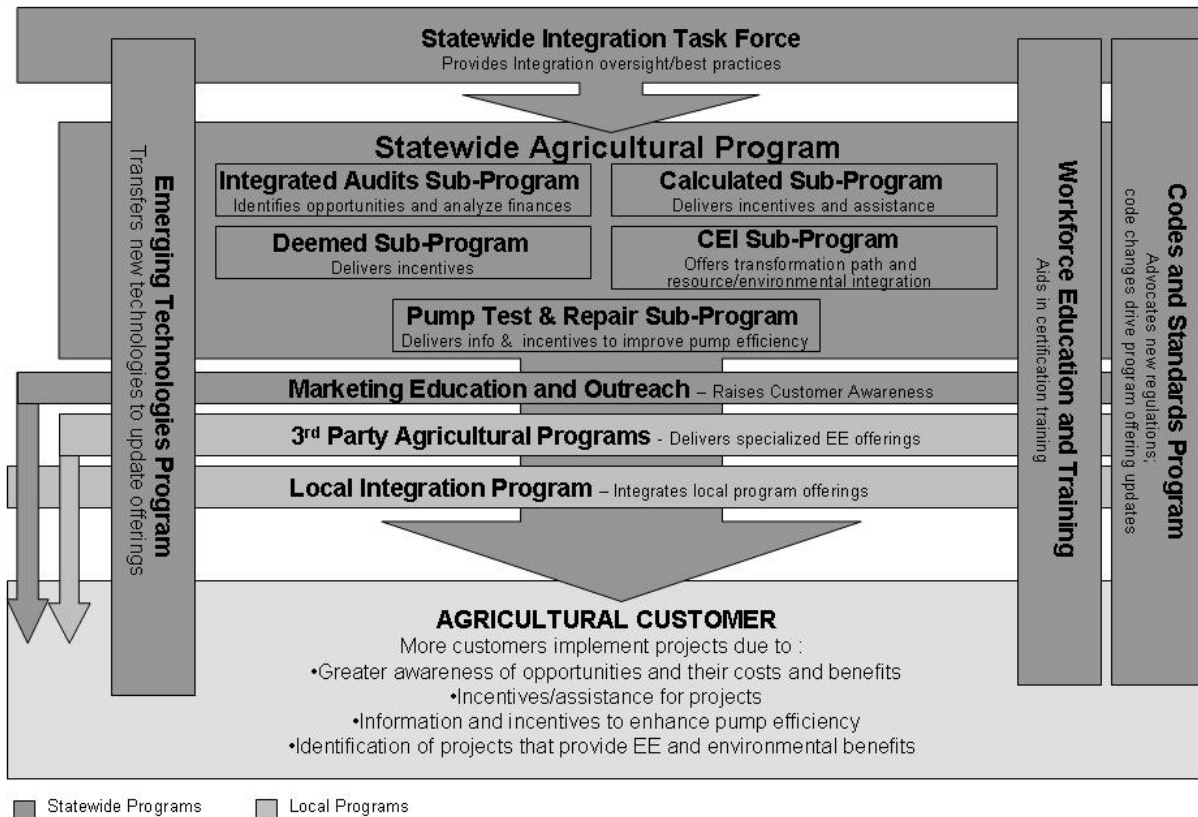 Statewide Integration Task Force
Provides Integration oversight/best practices
Statewide Agricultural Program
Integrated Audits Sub-Program
Identifies opportunities and analyze finances
Calculated Sub-Program
Delivers incentives and assistance
Deemed Sub-Program
Delivers incentives
CEI Sub-Program
Offers transformation path and
resource/environmental integration
Pump Test & Repair Sub-Program
Delivers info & incentives to improve pump efficiency
Marketing Education and Outreach – Raises Customer Awareness
3rd Party Agricultural Programs - Delivers specialized EE offerings
Local Integration Program – Integrates local program offerings
Emerging Technologies Program
Transfers new technologies to update offerings
Workforce Education and Training
Aids in certification training
Codes and Standards Program
Advocates new regulations;
code changes drive program offering updates
AGRICULTURAL CUSTOMER
More customers implement projects due to :
•Greater awareness of opportunities and their costs and benefits
•Incentives/assistance for projects
•Information and incentives to enhance pump efficiency
•Identification of projects that provide EE and environmental benefits
Statewide Programs
Local Programs